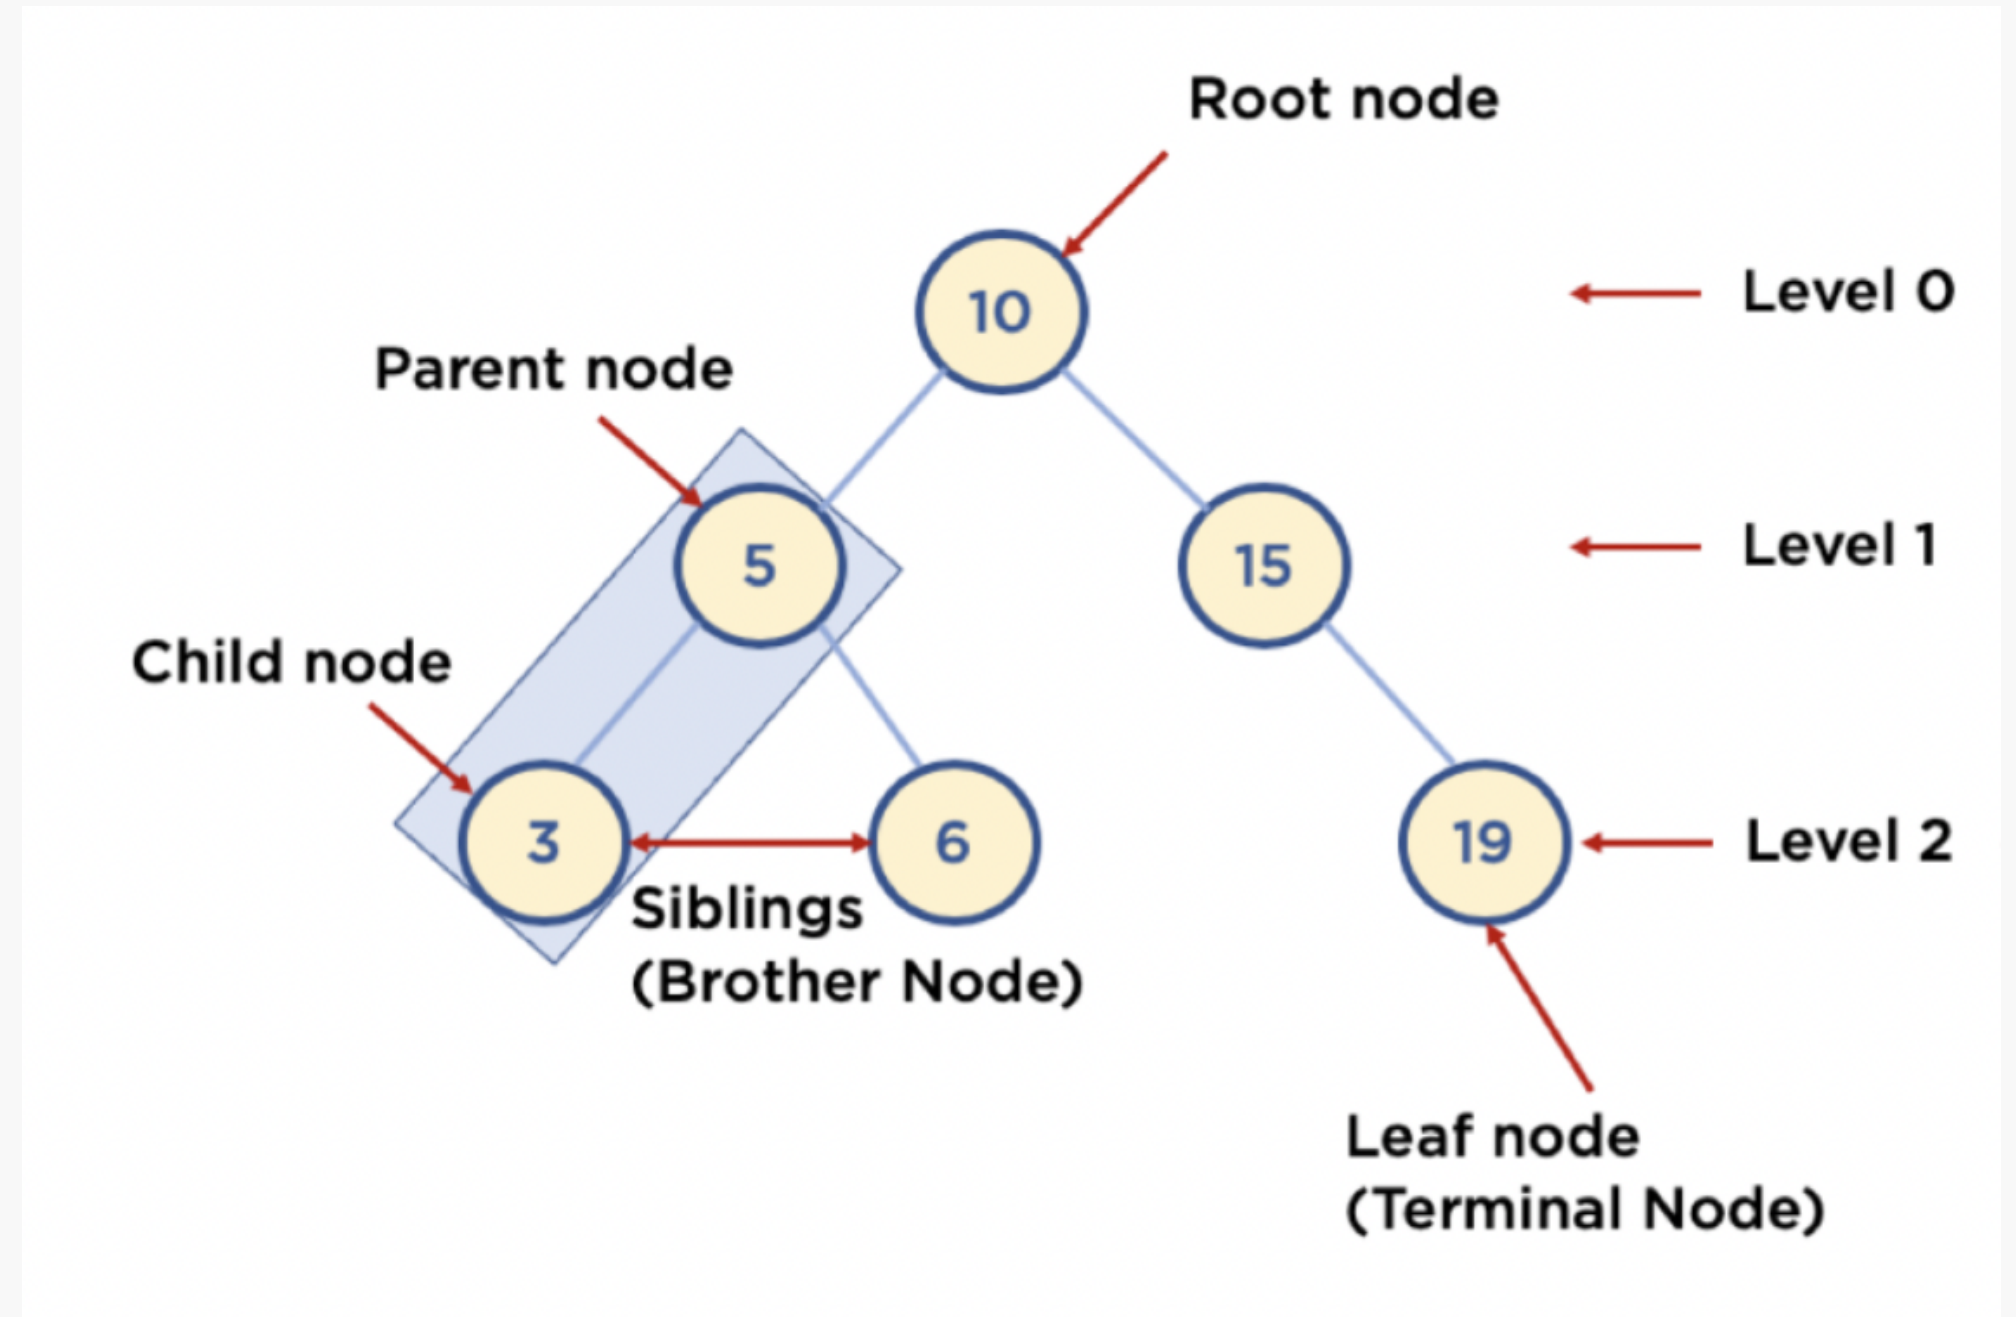 Root node
10
Level 0
Parent node
5
15
Level 1
Child node
3
6
19
Level 2
Siblings
(Brother Node)
Leaf node
(Terminal Node)